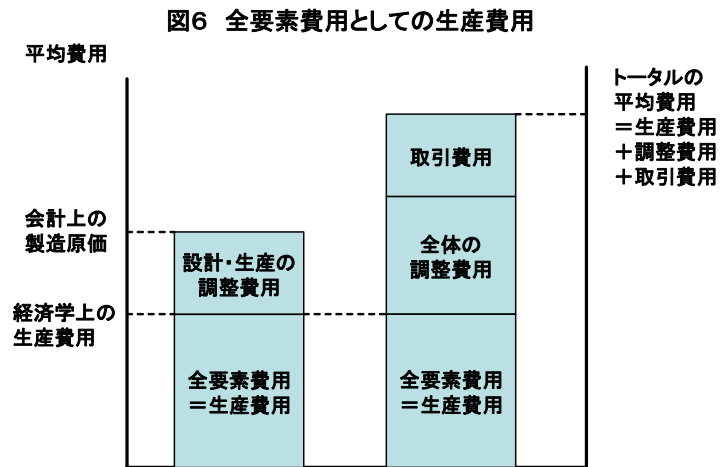 図6 全要素費用としての生産費用
平均費用
トータルの
平均費用
＝生産費用
＋調整費用
＋取引費用
取引費用
会計上の
製造原価
設計・生産の
調整費用
全体の
調整費用
経済学上の
生産費用
全要素費用
＝生産費用
全要素費用
＝生産費用